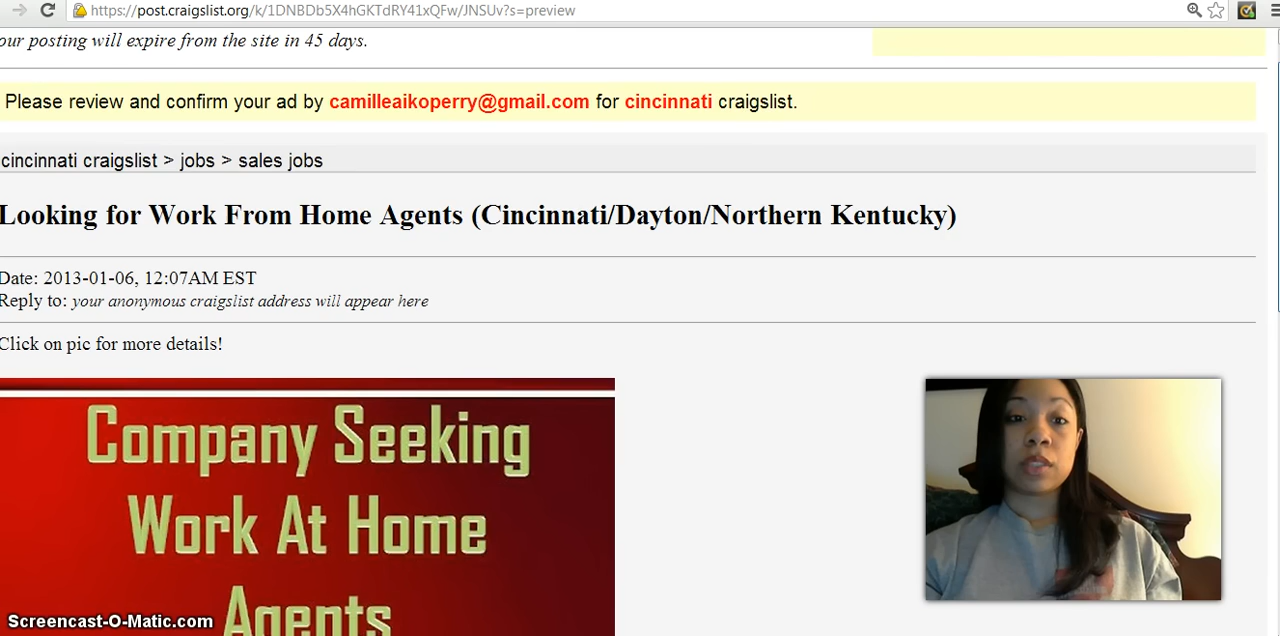 https://post.craigslist.org/k/1DNBDb5X4hGKTdRY41xQFw/JNSUv?s=preview
our posting will expire from the site in 45 days.
Please review and confirm your ad by camilleaikoperry@gmail.com for cincinnati craigslist.
cincinnati craigslist > jobs > sales jobs
Looking for Work From Home Agents (Cincinnati/Dayton/Northern Kentucky)
Date: 2013-01-06, 12:07AM EST
Reply to: your anonymous craigslist address will appear here
Click on pic for more details!
Company Seeking
Work At Home
Agents
Screencast-O-Matic.com